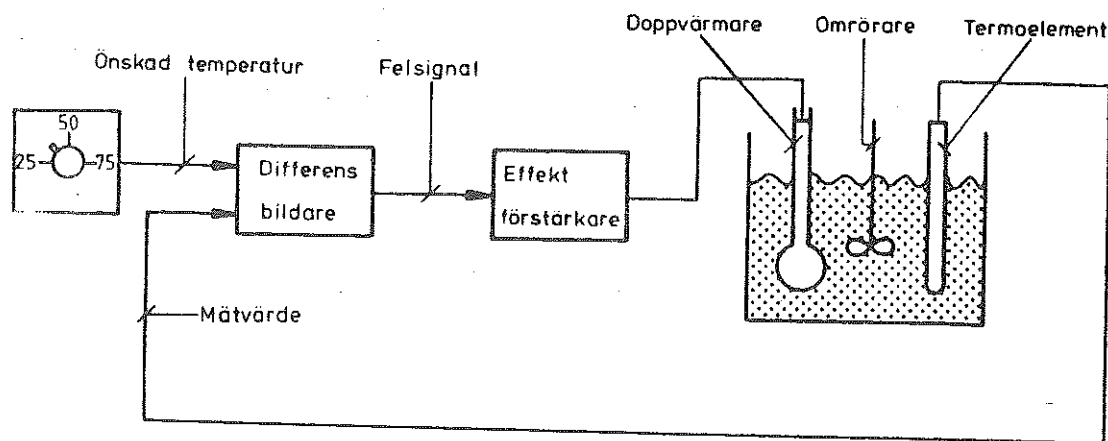 Doppvärmare
Omrörare
Termoelement
Önskad temperatur
Felsignal
50
25
75
Differens
bildare
Effekt
förstärkare
Mätvärde